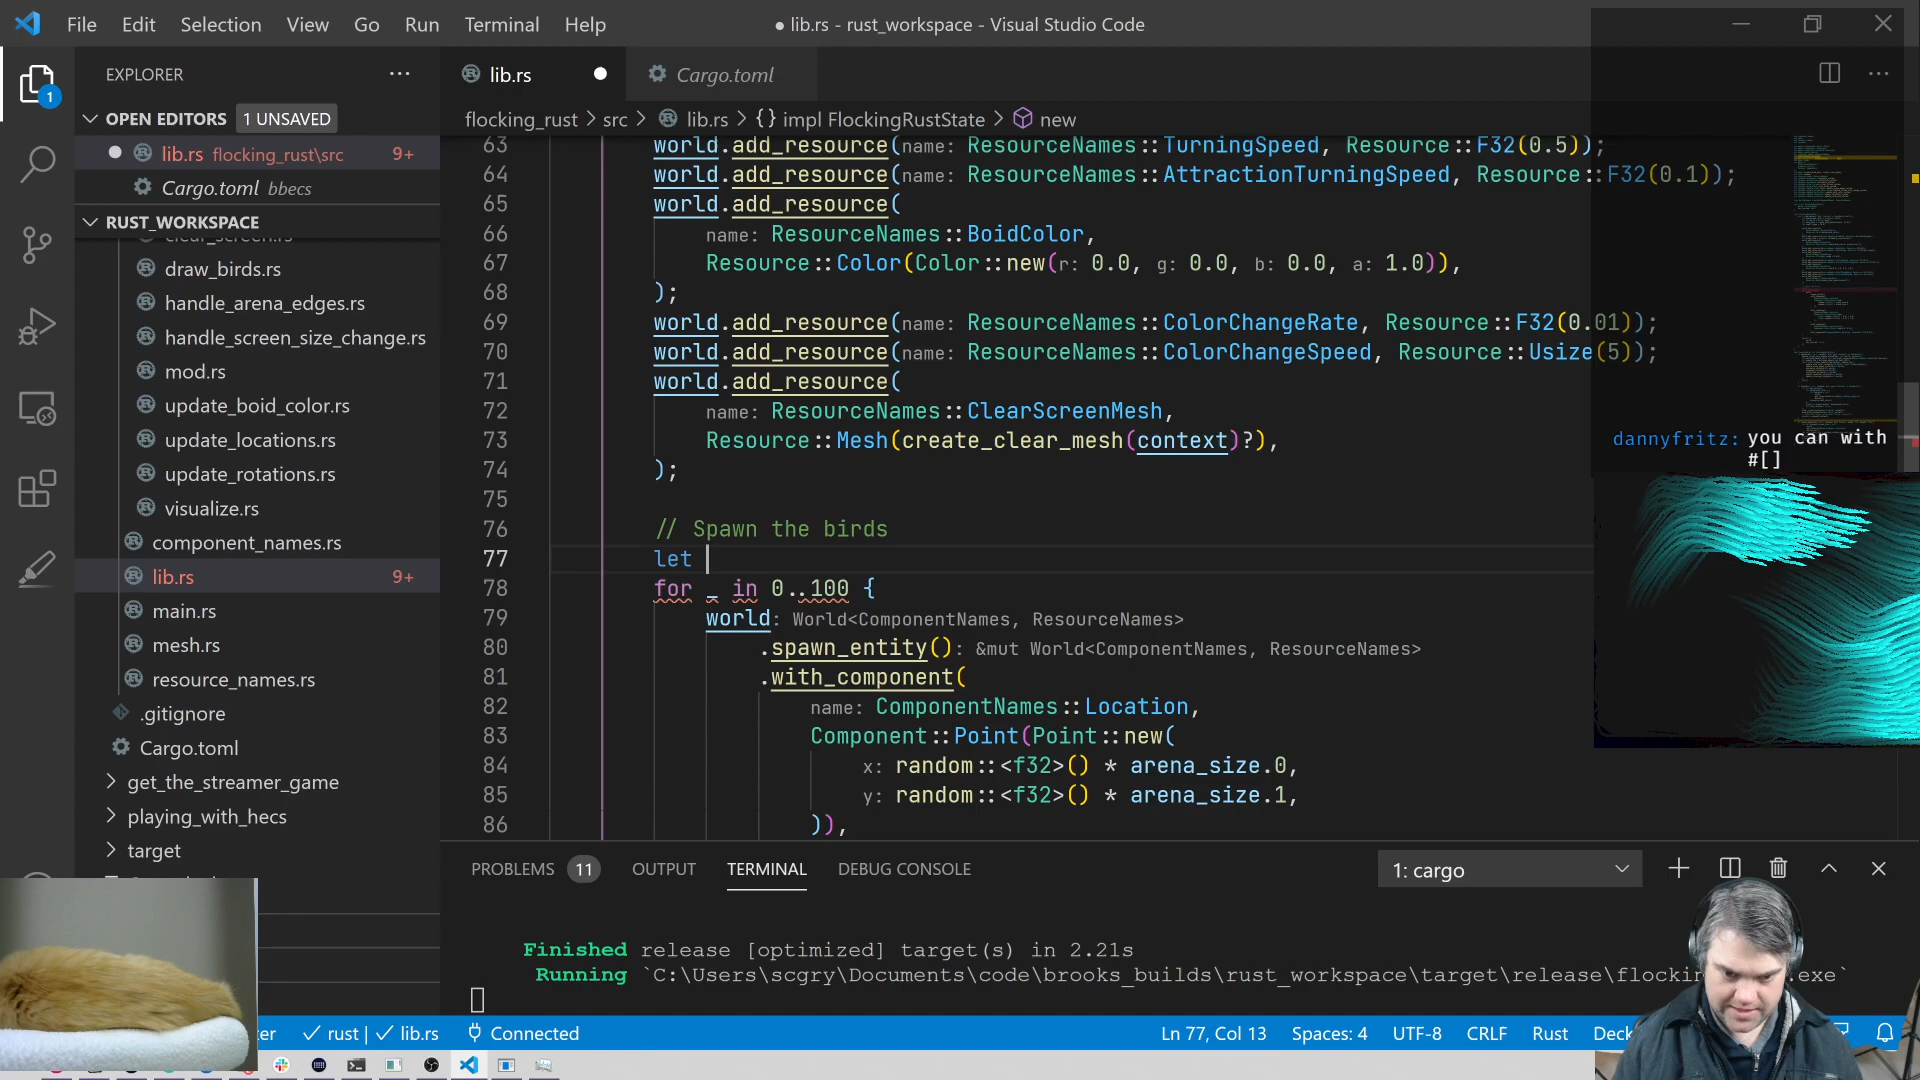 File Edit Selection View Go Run Terminal Help
● lib.rs - rust_workspace - Visual Studio Code
EXPLORER
OPEN EDITORS 1 UNSAVED
lib.rs flocking_rust\src 9+
Cargo.toml bbecs
RUST_WORKSPACE
clear_screen.rs
draw_birds.rs
handle_arena_edges.rs
handle_screen_size_change.rs
mod.rs
update_boid_color.rs
update_locations.rs
update_rotations.rs
visualize.rs
component_names.rs
lib.rs 9+
main.rs
mesh.rs
resource_names.rs
.gitignore
Cargo.toml
get_the_streamer_game
playing_with_hecs
target
1
lib.rs
Cargo.toml
flocking_rust > src > lib.rs > {} impl FlockingRustState > new
63 world.add_resource(name: ResourceNames::TurningSpeed, Resource::F32(0.5));
64 world.add_resource(name: ResourceNames::AttractionTurningSpeed, Resource::F32(0.1));
65 world.add_resource(
66 name: ResourceNames::BoidColor,
67 Resource::Color(Color::new(r: 0.0, g: 0.0, b: 0.0, a: 1.0)),
68 );
69 world.add_resource(name: ResourceNames::ColorChangeRate, Resource::F32(0.01));
70 world.add_resource(name: ResourceNames::ColorChangeSpeed, Resource::Usize(5));
71 world.add_resource(
72 name: ResourceNames::ClearScreenMesh,
73 Resource::Mesh(create_clear_mesh(context)?),
74 );
75
76 // Spawn the birds
77 let
78 for _ in 0..100 {
79 world: World<ComponentNames, ResourceNames>
80 .spawn_entity(): &mut World<ComponentNames, ResourceNames>
81 .with_component(
82 name: ComponentNames::Location,
83 Component::Point(Point::new(
84 x: random::<f32>() * arena_size.0,
85 y: random::<f32>() * arena_size.1,
86 )),
dannyfritz: you can with
#[]
PROBLEMS 11 OUTPUT TERMINAL DEBUG CONSOLE
1: cargo
Finished release [optimized] target(s) in 2.21s
Running `C:\Users\scgry\Documents\code\brooks_builds\rust_workspace\target\release\flockin .exe`
rust | lib.rs Connected
Ln 77, Col 13 Spaces: 4 UTF-8 CRLF Rust